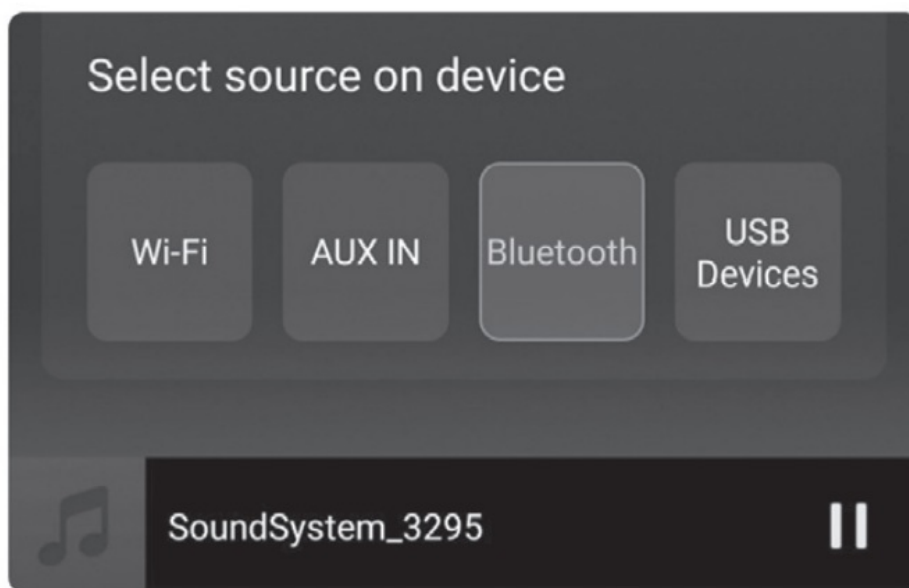 Select source on device
Wi-Fi
AUX IN
Bluetooth
USB
Devices
SoundSystem_3295